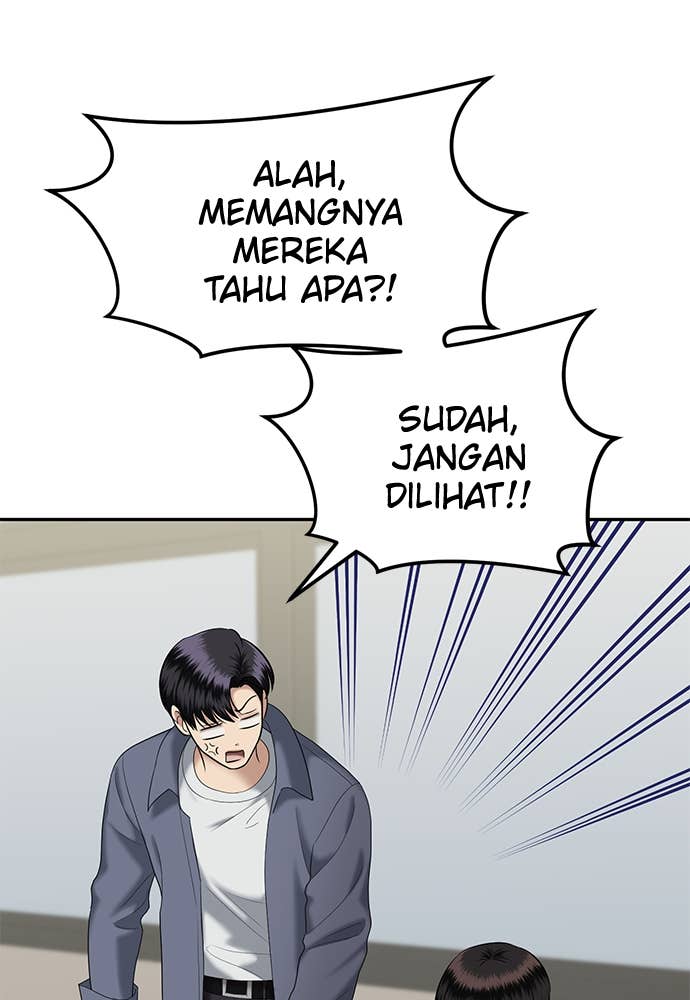 ALAH,
MEMANGNYA
MEREKA
TAHU APA?!
SUDAH,
JANGAN
DILIHAT!!